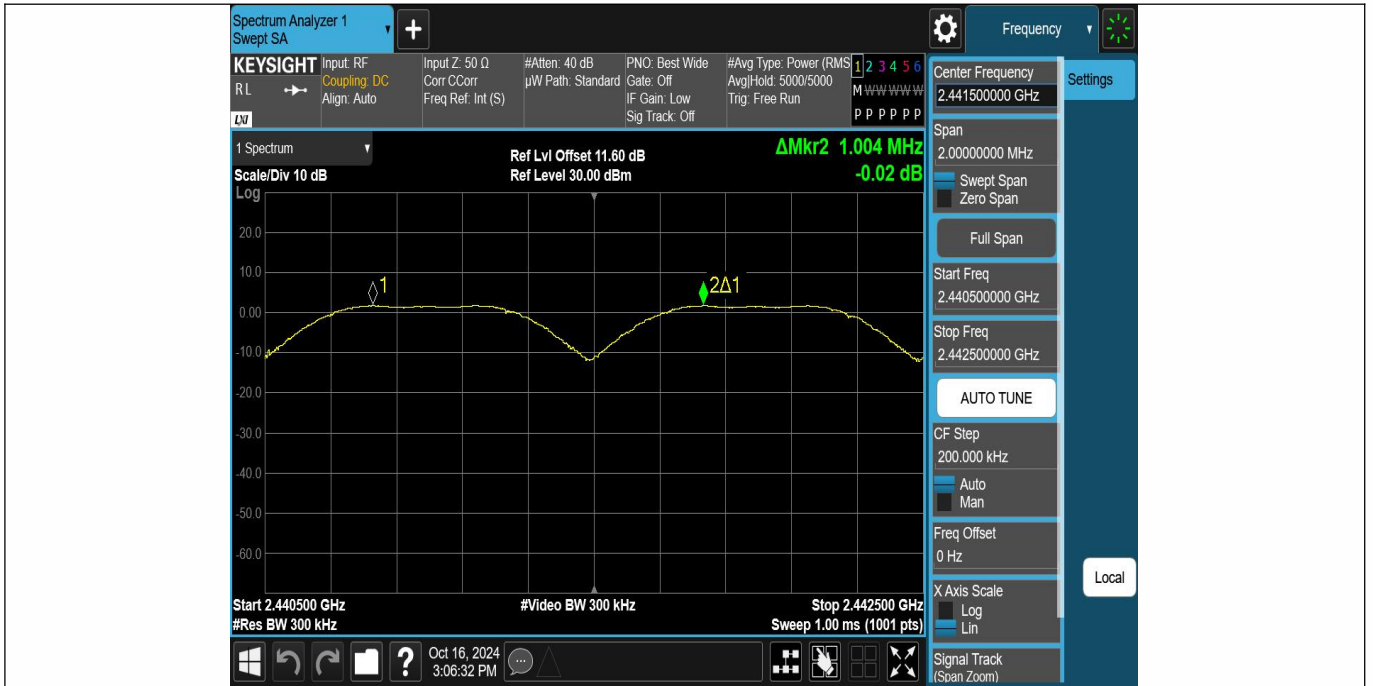 Spectrum Analyzer 1
Swept SA
+
Frequency
KEYSIGHT
RL
LXI
Input: RF
Coupling: DC
Align: Auto
Input Z: 50 Ω
Corr CCorr
Freq Ref: Int (S)
#Atten: 40 dB
µW Path: Standard
PNO: Best Wide
Gate: Off
IF Gain: Low
Sig Track: Off
#Avg Type: Power (RMS
Avg|Hold: 5000/5000
Trig: Free Run
1 2 3 4 5 6
M W W W W W
P P P P P P
1 Spectrum
Scale/Div 10 dB
Ref Lvl Offset 11.60 dB
Ref Level 30.00 dBm
ΔMkr2 1.004 MHz
-0.02 dB
Log
20.0
10.0
0.00
-10.0
-20.0
-30.0
-40.0
-50.0
-60.0
1
2Δ1
Start 2.440500 GHz
#Video BW 300 kHz
Stop 2.442500 GHz
#Res BW 300 kHz
Sweep 1.00 ms (1001 pts)
Center Frequency
2.441500000 GHz
Settings
Span
2.00000000 MHz
Swept Span
Zero Span
Full Span
Start Freq
2.440500000 GHz
Stop Freq
2.442500000 GHz
AUTO TUNE
CF Step
200.000 kHz
Auto
Man
Freq Offset
0 Hz
X Axis Scale
Log
Lin
Local
Signal Track
(Span Zoom)
?
Oct 16, 2024
3:06:32 PM